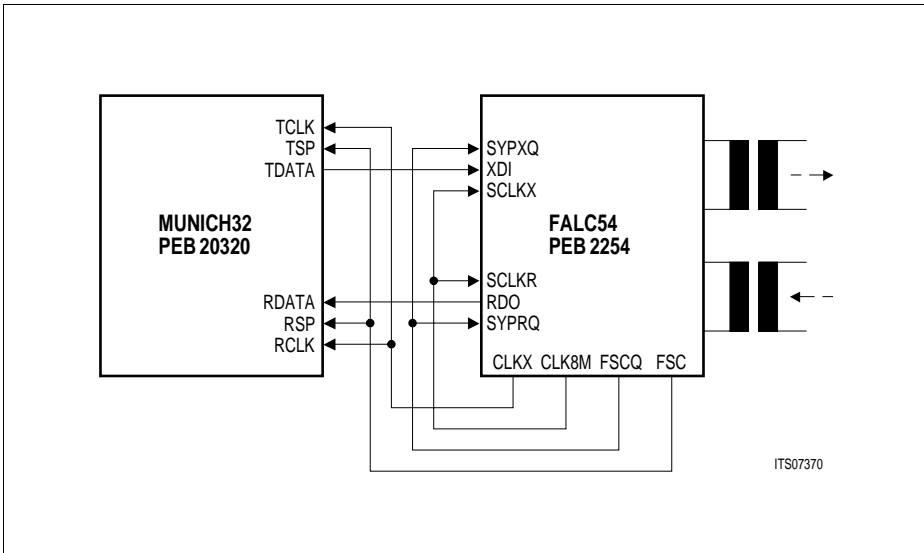 TCLK
TSP
TDATA
MUNICH32
PEB 20320
RDATA
RSP
RCLK
SYPXQ
XDI
SCLKX
FALC54
PEB 2254
SCLKR
RDO
SYPRQ
CLKX CLK8M FSCQ FSC
ITS07370